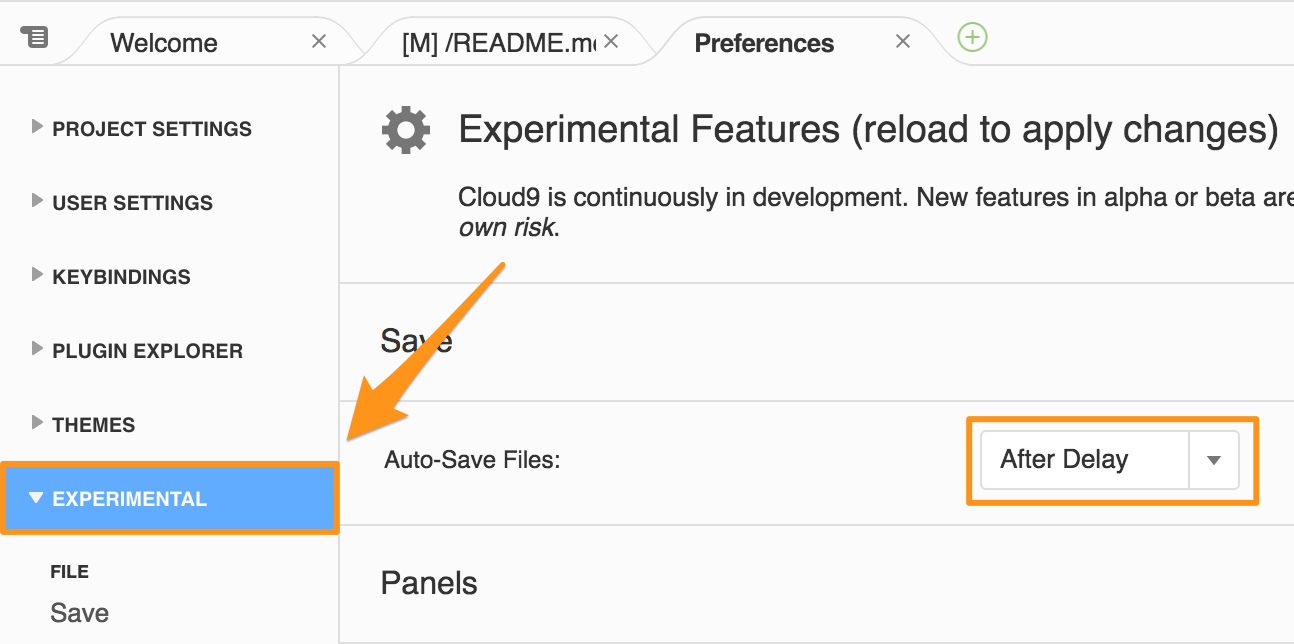 Welcome
[M] /README.m
Preferences
PROJECT SETTINGS
USER SETTINGS
KEYBINDINGS
PLUGIN EXPLORER
THEMES
EXPERIMENTAL
FILE
Save
Experimental Features (reload to apply changes)
Cloud9 is continuously in development. New features in alpha or beta are
own risk.
Save
Auto-Save Files:
After Delay
Panels